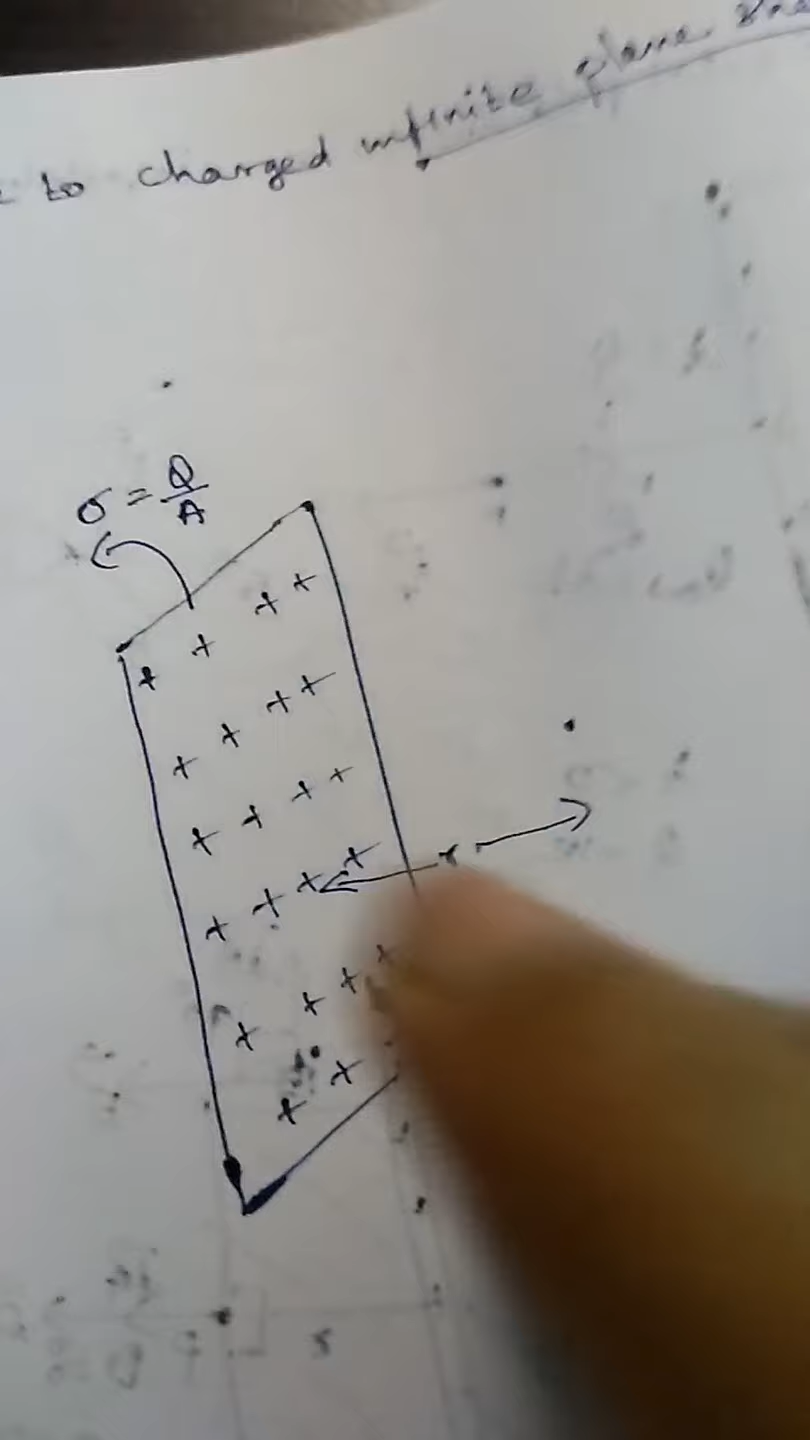 to charged infinite plane
σ = Q/A
+ +
+ +
+ +
+ +
+ +
+ + +
+ +
+ +
+ r
+ + +
+ + +
+
+